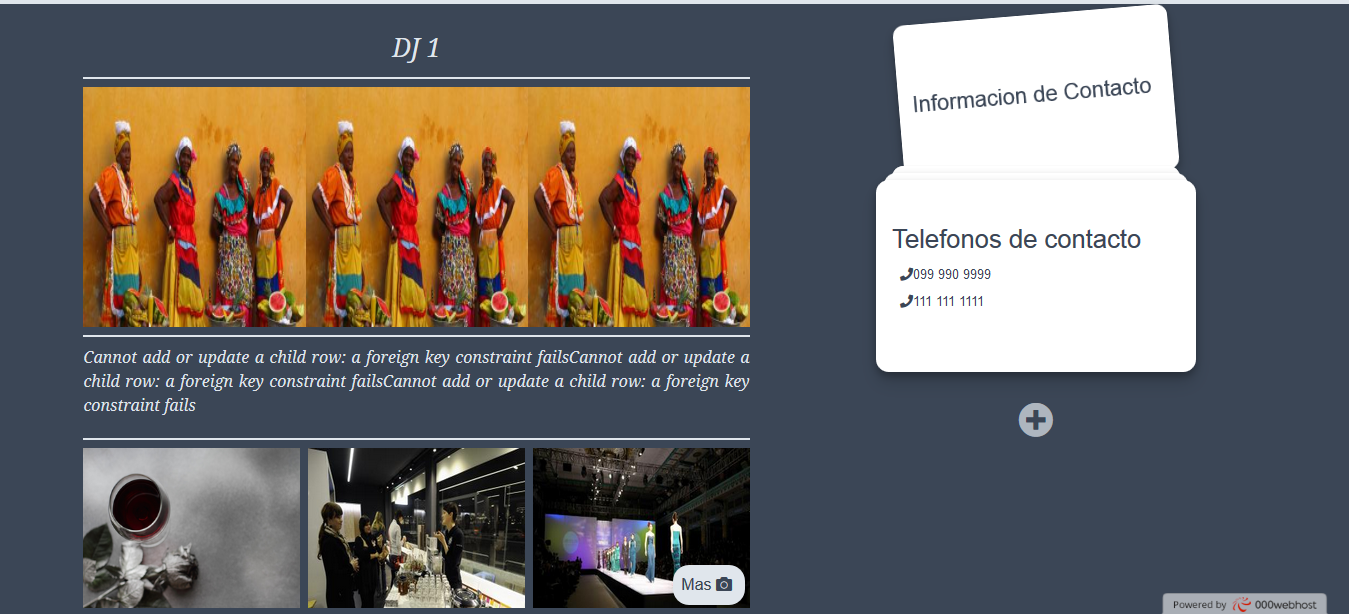 DJ 1
Cannot add or update a child row: a foreign key constraint failsCannot add or update a
child row: a foreign key constraint failsCannot add or update a child row: a foreign key
constraint fails
Mas
Informacion de Contacto
Telefonos de contacto
099 990 9999
111 111 1111
Powered by 000webhost